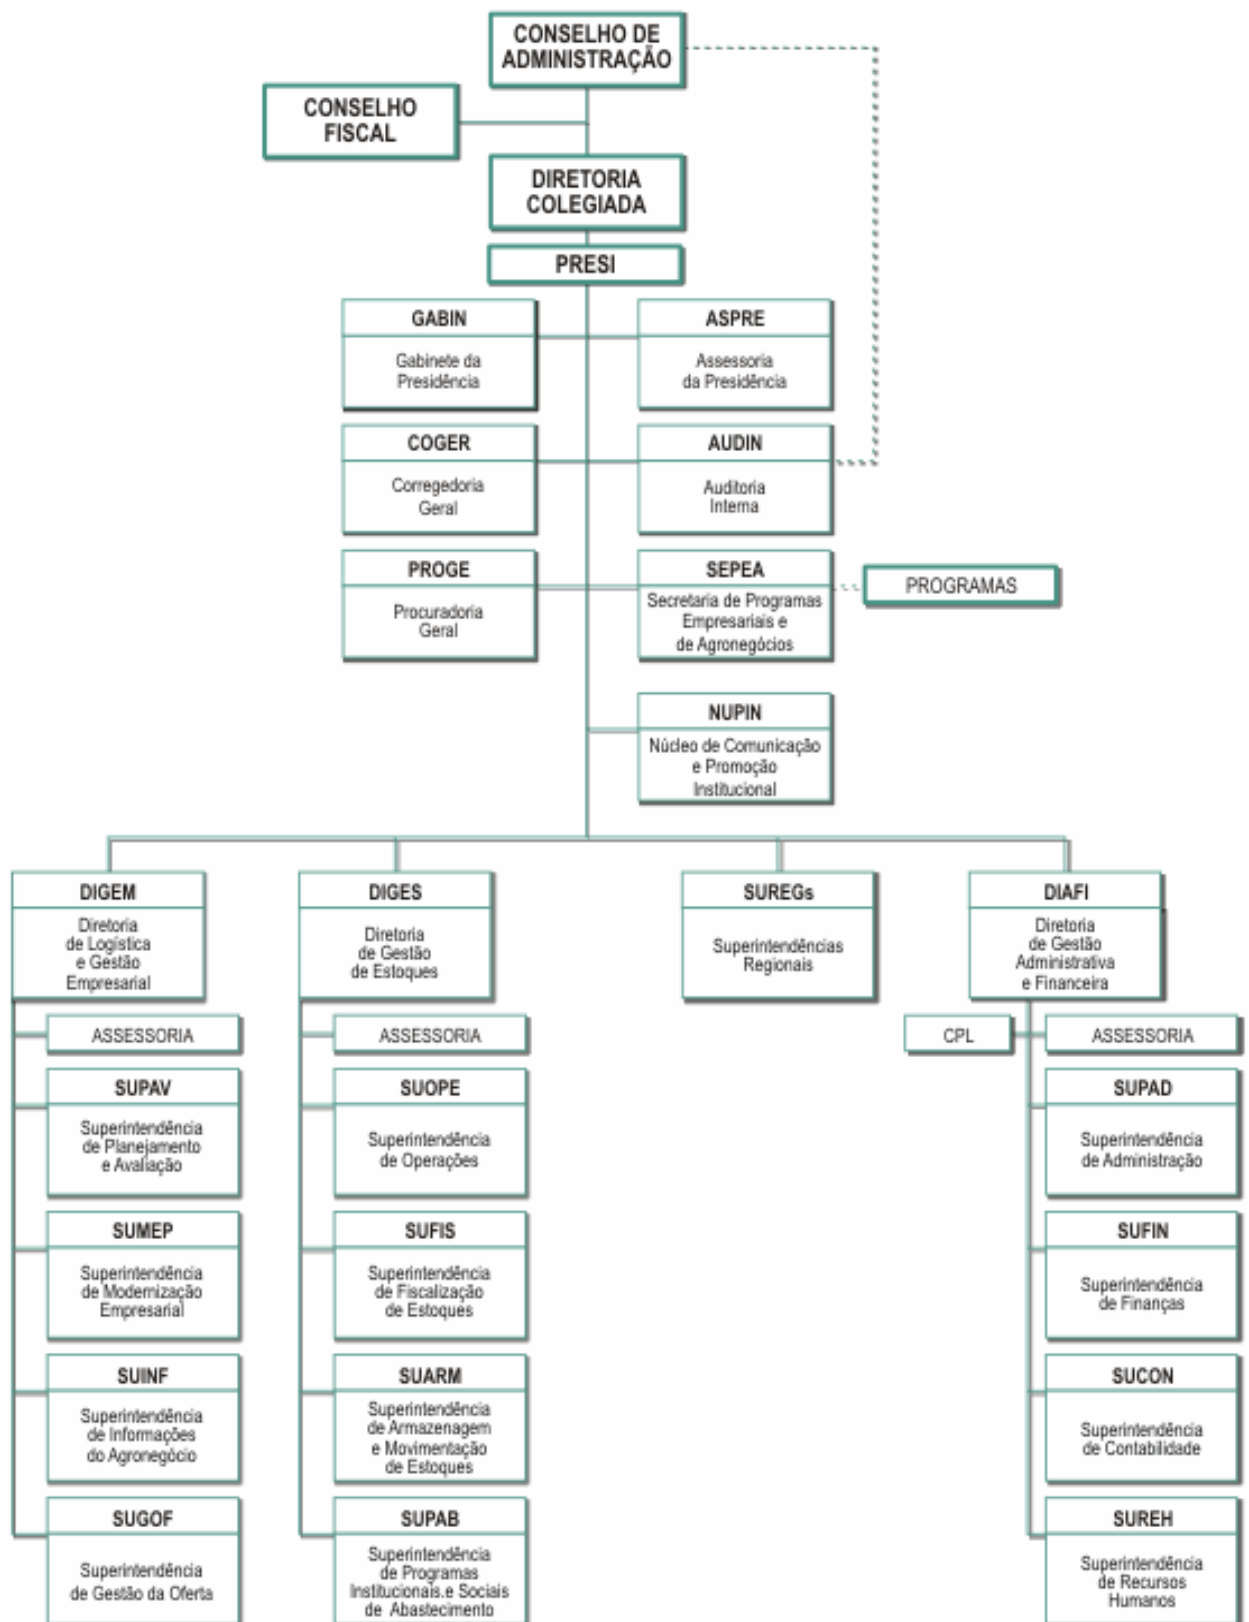 CONSELHO DE
ADMINISTRAÇÃO
CONSELHO
FISCAL
DIRETORIA
COLEGIADA
PRESI
GABIN
Gabinete da
Presidência
ASPRE
Assessoria
da Presidência
COGER
Corregedoria
Geral
AUDIN
Auditoria
Interna
PROGE
Procuradoria
Geral
SEPEA
Secretaria de Programas
Empresariais e
de Agronegócios
PROGRAMAS
NUPIN
Núcleo de Comunicação
e Promoção
Institucional
DIGEM
Diretoria
de Logística
e Gestão
Empresarial
ASSESSORIA
SUPAV
Superintendência
de Planejamento
e Avaliação
SUMEP
Superintendência
de Modernização
Empresarial
SUINF
Superintendência
de Informações
do Agronegócio
SUGOF
Superintendência
de Gestão da Oferta
DIGES
Diretoria
de Gestão
de Estoques
ASSESSORIA
SUOPE
Superintendência
de Operações
SUFIS
Superintendência
de Fiscalização
de Estoques
SUARM
Superintendência
de Armazenagem
e Movimentação
de Estoques
SUPAB
Superintendência
de Programas
Institucionais.e Sociais
de Abastecimento
SUREGs
Superintendências
Regionais
DIAFI
Diretoria
de Gestão
Administrativa
e Financeira
CPL
ASSESSORIA
SUPAD
Superintendência
de Administração
SUFIN
Superintendência
de Finanças
SUCON
Superintendência
de Contabilidade
SUREH
Superintendência
de Recursos
Humanos